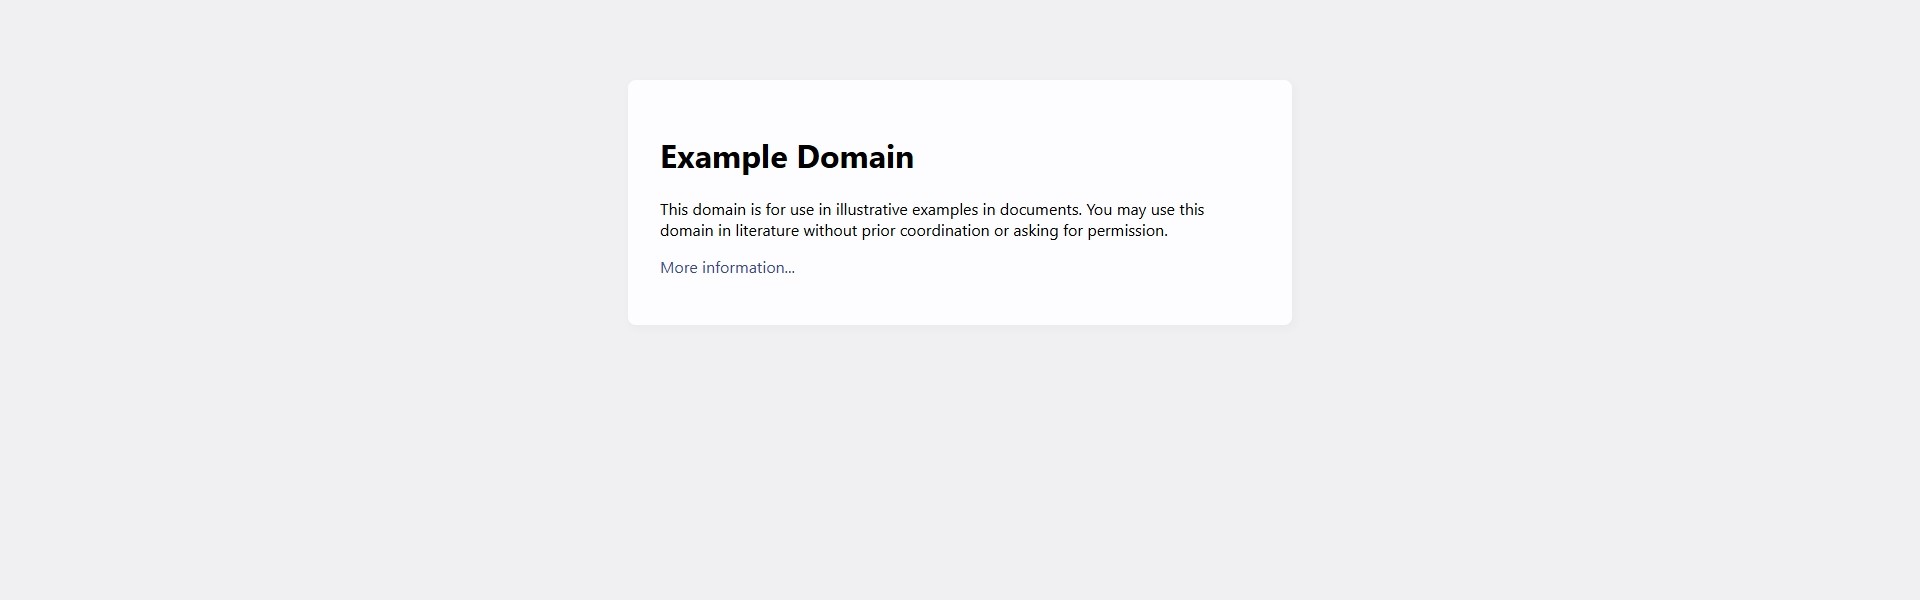 Example Domain
This domain is for use in illustrative examples in documents. You may use this
domain in literature without prior coordination or asking for permission.
More information...